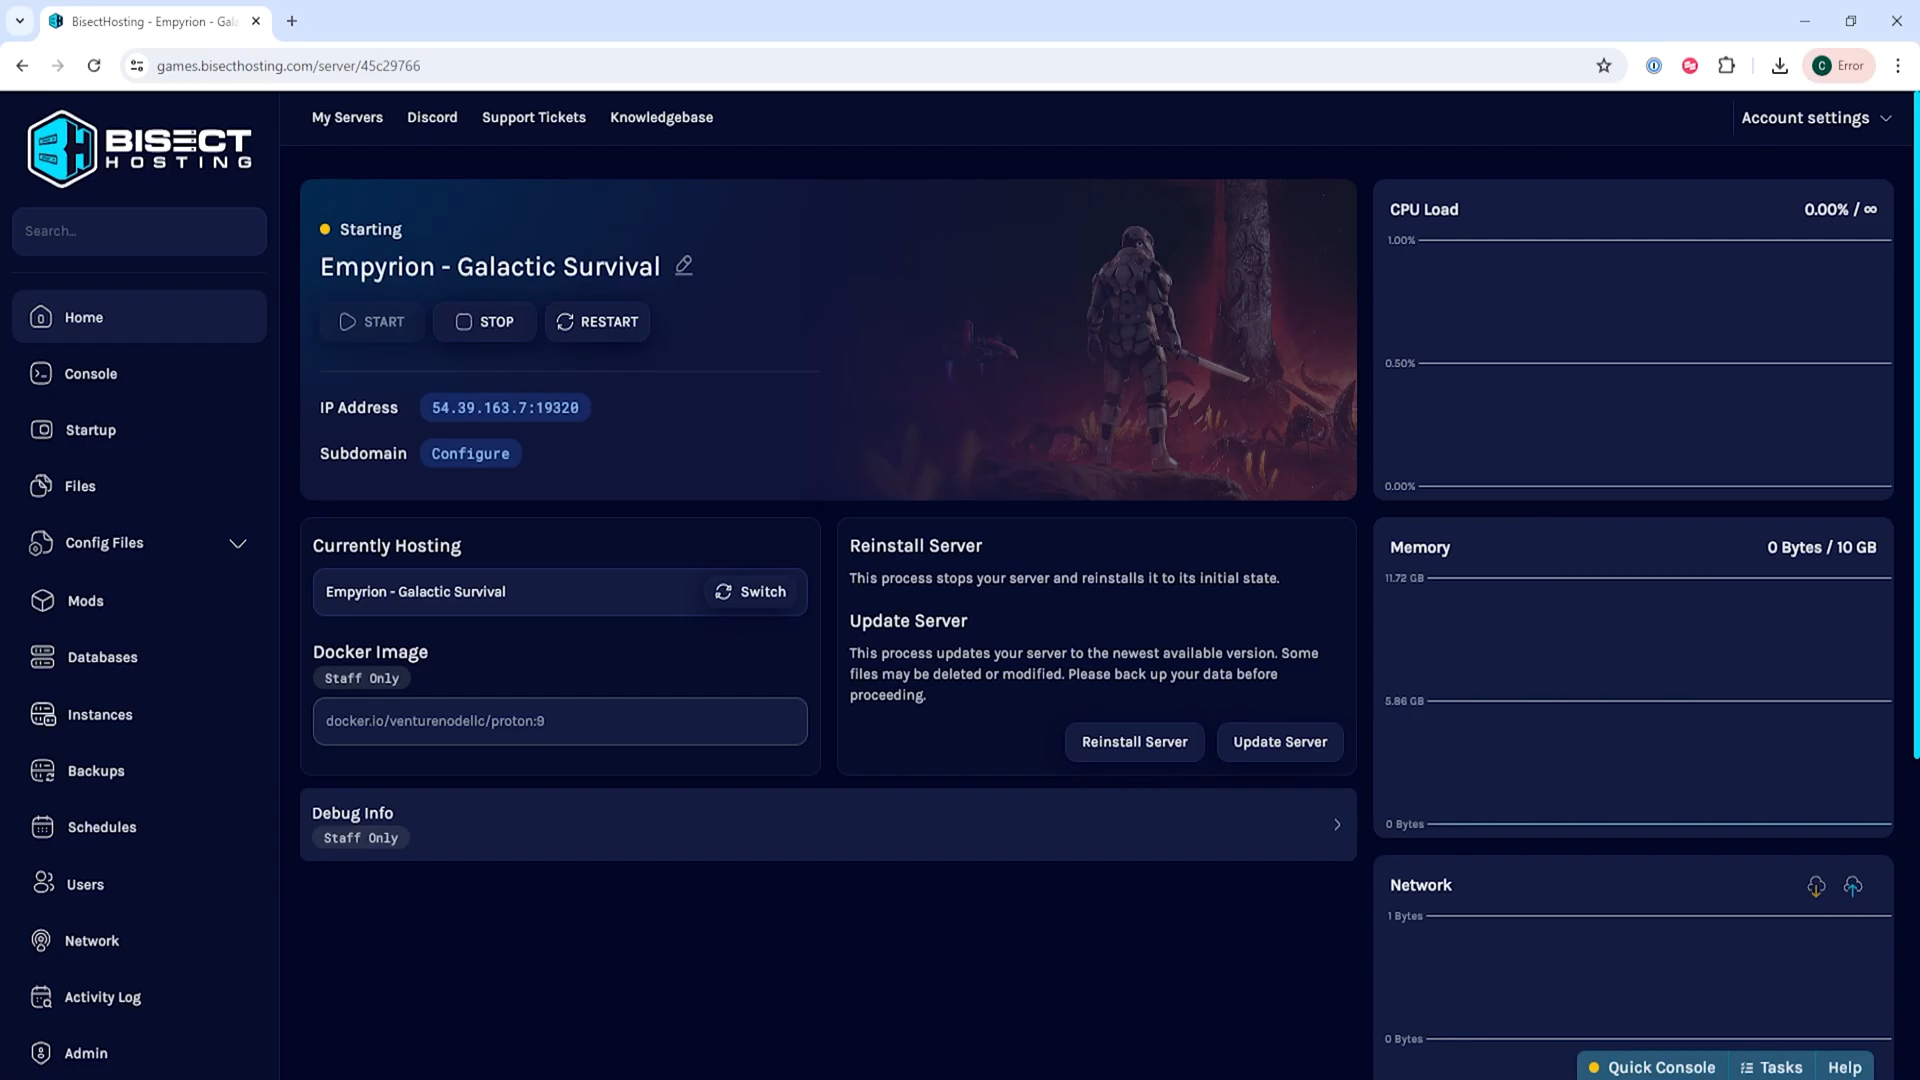 BisectHosting - Empyrion - Gala
games.bisecthosting.com/server/45c29766
C Error
BISECT
HOSTING
My Servers
Discord
Support Tickets
Knowledgebase
Account settings
Search...
Home
Console
Startup
Files
Config Files
Mods
Databases
Instances
Backups
Schedules
Users
Network
Activity Log
Admin
Starting
Empyrion - Galactic Survival
START
STOP
RESTART
IP Address 54.39.163.7:19320
Subdomain Configure
Currently Hosting
Empyrion - Galactic Survival
Switch
Docker Image
Staff Only
docker.io/venturenodellc/proton:9
Reinstall Server
This process stops your server and reinstalls it to its initial state.
Update Server
This process updates your server to the newest available version. Some
files may be deleted or modified. Please back up your data before
proceeding.
Reinstall Server
Update Server
Debug Info
Staff Only
CPU Load
0.00% / ∞
1.00%
0.50%
0.00%
Memory
0 Bytes / 10 GB
11.72 GB
5.86 GB
0 Bytes
Network
1 Bytes
0 Bytes
Quick Console
Tasks
Help